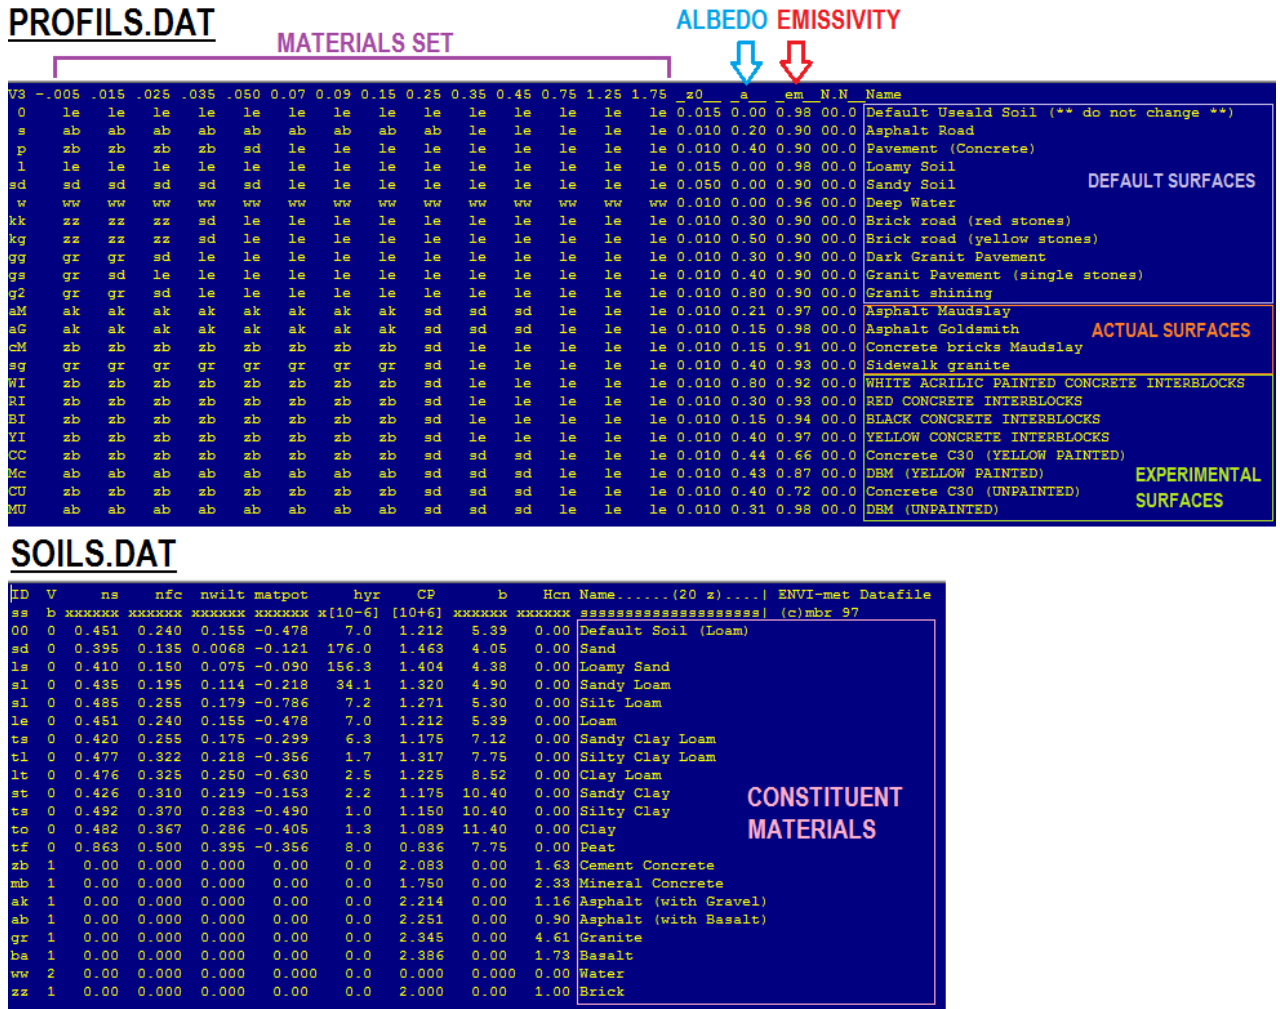 PROFILS.DAT
MATERIALS SET
ALBEDO EMISSIVITY
V3 -.005 .015 .025 .035 .050 0.07 0.09 0.15 0.25 0.35 0.45 0.75 1.25 1.75 _z0__ _a__ _em__N.N__Name
0 le le le le le le le le le le le le le le 0.015 0.00 0.98 00.0 Default Useald Soil (** do not change **)
s ab ab ab ab ab ab ab ab ab le le le le le 0.010 0.20 0.90 00.0 Asphalt Road
p zb zb zb zb sd le le le le le le le le le 0.010 0.40 0.90 00.0 Pavement (Concrete)
l le le le le le le le le le le le le le le 0.015 0.00 0.98 00.0 Loamy Soil
sd sd sd sd sd sd le le le le le le le le le 0.050 0.00 0.90 00.0 Sandy Soil
w ww ww ww ww ww ww ww ww ww ww ww ww ww ww 0.010 0.00 0.96 00.0 Deep Water
kk zz zz zz sd le le le le le le le le le le 0.010 0.30 0.90 00.0 Brick road (red stones)
kg zz zz zz sd le le le le le le le le le le 0.010 0.50 0.90 00.0 Brick road (yellow stones)
gg gr gr sd le le le le le le le le le le le 0.010 0.30 0.90 00.0 Dark Granit Pavement
gs gr sd le le le le le le le le le le le le 0.010 0.40 0.90 00.0 Granit Pavement (single stones)
g2 gr gr sd le le le le le le le le le le le 0.010 0.80 0.90 00.0 Granit shining
DEFAULT SURFACES
aM ak ak ak ak ak ak ak ak sd sd sd le le le 0.010 0.21 0.97 00.0 Asphalt Maudslay
aG ak ak ak ak ak ak ak ak sd sd sd le le le 0.010 0.15 0.98 00.0 Asphalt Goldsmith
cM zb zb zb zb zb zb zb zb sd le le le le le 0.010 0.15 0.91 00.0 Concrete bricks Maudslay
sg gr gr gr gr gr gr gr gr sd le le le le le 0.010 0.40 0.93 00.0 Sidewalk granite
ACTUAL SURFACES
WI zb zb zb zb zb zb zb zb sd le le le le le 0.010 0.80 0.92 00.0 WHITE ACRILIC PAINTED CONCRETE INTERBLOCKS
RI zb zb zb zb zb zb zb zb sd le le le le le 0.010 0.30 0.93 00.0 RED CONCRETE INTERBLOCKS
BI zb zb zb zb zb zb zb zb sd le le le le le 0.010 0.15 0.94 00.0 BLACK CONCRETE INTERBLOCKS
YI zb zb zb zb zb zb zb zb sd le le le le le 0.010 0.40 0.97 00.0 YELLOW CONCRETE INTERBLOCKS
CC zb zb zb zb zb zb zb zb sd sd sd le le le 0.010 0.44 0.66 00.0 Concrete C30 (YELLOW PAINTED)
Mc ab ab ab ab ab ab ab ab sd sd sd le le le 0.010 0.43 0.87 00.0 DBM (YELLOW PAINTED)
CU zb zb zb zb zb zb zb zb sd sd sd le le le 0.010 0.40 0.72 00.0 Concrete C30 (UNPAINTED)
MU ab ab ab ab ab ab ab ab sd sd sd le le le 0.010 0.31 0.98 00.0 DBM (UNPAINTED)
EXPERIMENTAL
SURFACES
SOILS.DAT
ID V ns nfc nwilt matpot hyr CP b Hcn Name......(20 z)....| ENVI-met Datafile
ss b xxxxxx xxxxxx xxxxxx xxxxxx x[10-6] [10+6] xxxxxx xxxxxx ssssssssssssssssssss| (c)mbr 97
00 0 0.451 0.240 0.155 -0.478 7.0 1.212 5.39 0.00 Default Soil (Loam)
sd 0 0.395 0.135 0.0068 -0.121 176.0 1.463 4.05 0.00 Sand
ls 0 0.410 0.150 0.075 -0.090 156.3 1.404 4.38 0.00 Loamy Sand
sl 0 0.435 0.195 0.114 -0.218 34.1 1.320 4.90 0.00 Sandy Loam
sl 0 0.485 0.255 0.179 -0.786 7.2 1.271 5.30 0.00 Silt Loam
le 0 0.451 0.240 0.155 -0.478 7.0 1.212 5.39 0.00 Loam
ts 0 0.420 0.255 0.175 -0.299 6.3 1.175 7.12 0.00 Sandy Clay Loam
tl 0 0.477 0.322 0.218 -0.356 1.7 1.317 7.75 0.00 Silty Clay Loam
lt 0 0.476 0.325 0.250 -0.630 2.5 1.225 8.52 0.00 Clay Loam
st 0 0.426 0.310 0.219 -0.153 2.2 1.175 10.40 0.00 Sandy Clay
ts 0 0.492 0.370 0.283 -0.490 1.0 1.150 10.40 0.00 Silty Clay
to 0 0.482 0.367 0.286 -0.405 1.3 1.089 11.40 0.00 Clay
tf 0 0.863 0.500 0.395 -0.356 8.0 0.836 7.75 0.00 Peat
zb 1 0.00 0.000 0.000 0.00 0.0 2.083 0.00 1.63 Cement Concrete
mb 1 0.00 0.000 0.000 0.00 0.0 1.750 0.00 2.33 Mineral Concrete
ak 1 0.00 0.000 0.000 0.00 0.0 2.214 0.00 1.16 Asphalt (with Gravel)
ab 1 0.00 0.000 0.000 0.00 0.0 2.251 0.00 0.90 Asphalt (with Basalt)
gr 1 0.00 0.000 0.000 0.00 0.0 2.345 0.00 4.61 Granite
ba 1 0.00 0.000 0.000 0.00 0.0 2.386 0.00 1.73 Basalt
ww 2 0.00 0.000 0.000 0.000 0.0 0.000 0.000 0.00 Water
zz 1 0.00 0.000 0.000 0.00 0.0 2.000 0.00 1.00 Brick
CONSTITUENT
MATERIALS